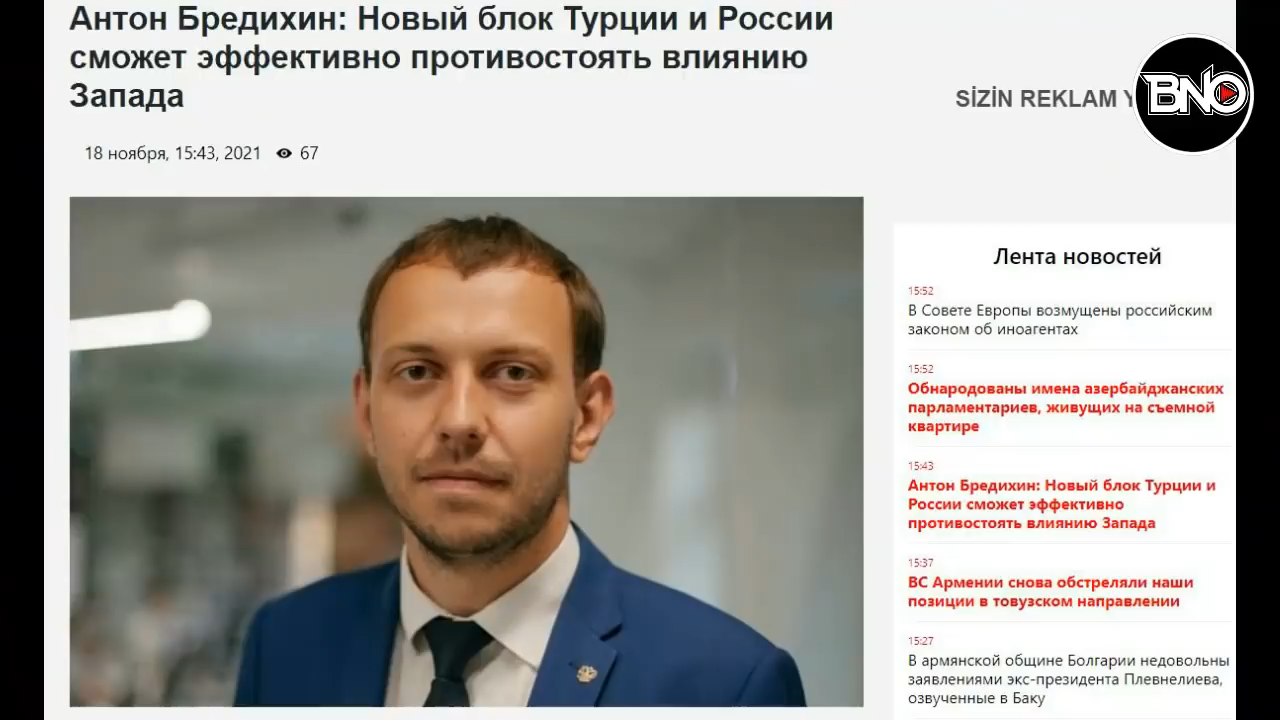 Антон Бредихин: Новый блок Турции и России
сможет эффективно противостоять влиянию
Запада
18 ноября, 15:43, 2021 67
SİZİN REKLAM
BNO
Лента новостей
15:52
В Совете Европы возмущены российским
законом об иноагентах
15:52
Обнародованы имена азербайджанских
парламентариев, живущих на съемной
квартире
15:43
Антон Бредихин: Новый блок Турции и
России сможет эффективно
противостоять влиянию Запада
15:37
ВС Армении снова обстреляли наши
позиции в товузском направлении
15:27
В армянской общине Болгарии недовольны
заявлениями экс-президента Плевнелиева,
озвученные в Баку